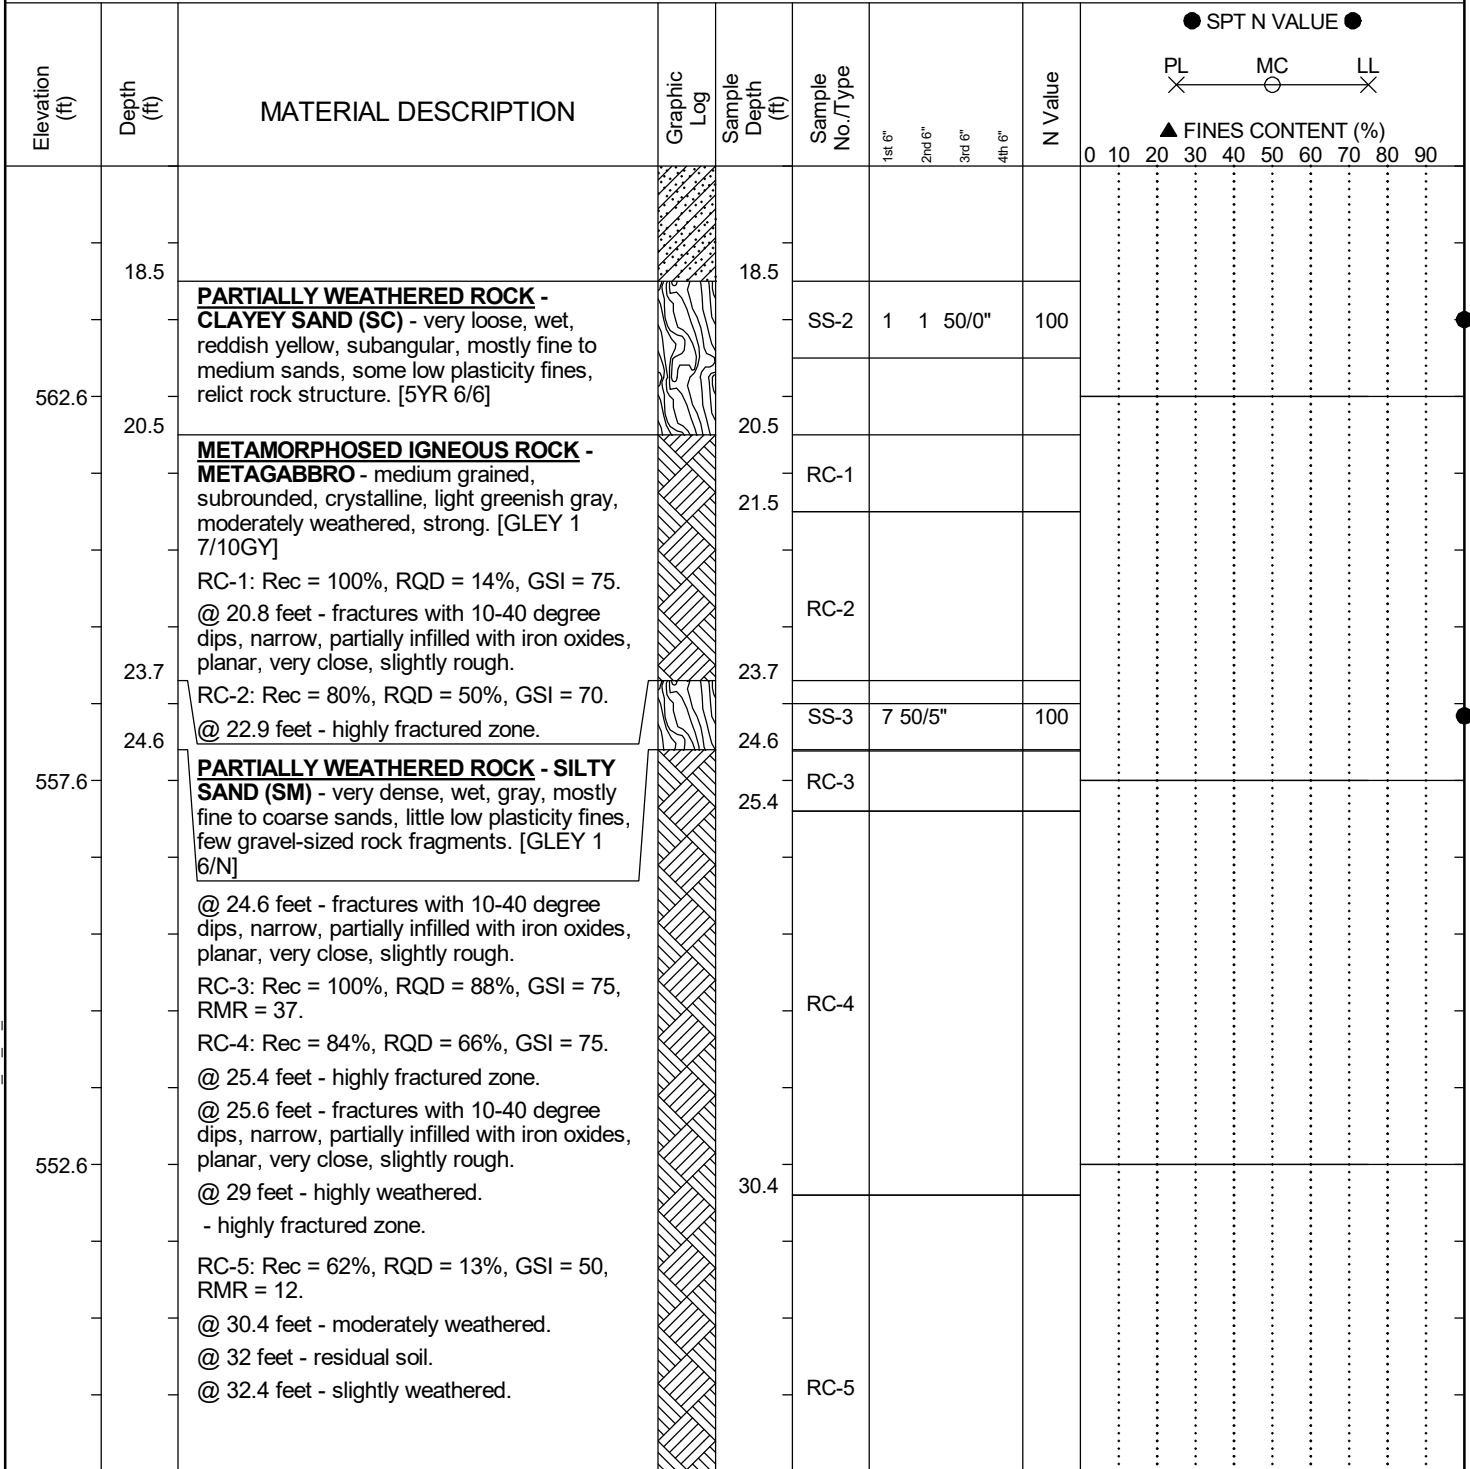 ● SPT N VALUE ●
PL MC LL
▲ FINES CONTENT (%)
0 10 20 30 40 50 60 70 80 90
Elevation (ft)
Depth (ft)
MATERIAL DESCRIPTION
Graphic Log
Sample Depth (ft)
Sample No./Type
1st 6"
2nd 6"
3rd 6"
4th 6"
N Value
18.5 18.5
PARTIALLY WEATHERED ROCK -
CLAYEY SAND (SC) - very loose, wet,
reddish yellow, subangular, mostly fine to
medium sands, some low plasticity fines,
relict rock structure. [5YR 6/6]
SS-2 1 1 50/0" 100
562.6
20.5 20.5
METAMORPHOSED IGNEOUS ROCK -
METAGABBRO - medium grained,
subrounded, crystalline, light greenish gray,
moderately weathered, strong. [GLEY 1
7/10GY]
RC-1
21.5
RC-1: Rec = 100%, RQD = 14%, GSI = 75.
@ 20.8 feet - fractures with 10-40 degree
dips, narrow, partially infilled with iron oxides,
planar, very close, slightly rough.
RC-2
23.7 23.7
RC-2: Rec = 80%, RQD = 50%, GSI = 70.
@ 22.9 feet - highly fractured zone.
SS-3 7 50/5" 100
24.6 24.6
PARTIALLY WEATHERED ROCK - SILTY
SAND (SM) - very dense, wet, gray, mostly
fine to coarse sands, little low plasticity fines,
few gravel-sized rock fragments. [GLEY 1
6/N]
557.6
RC-3
25.4
@ 24.6 feet - fractures with 10-40 degree
dips, narrow, partially infilled with iron oxides,
planar, very close, slightly rough.
RC-3: Rec = 100%, RQD = 88%, GSI = 75,
RMR = 37.
RC-4
RC-4: Rec = 84%, RQD = 66%, GSI = 75.
@ 25.4 feet - highly fractured zone.
@ 25.6 feet - fractures with 10-40 degree
dips, narrow, partially infilled with iron oxides,
planar, very close, slightly rough.
552.6
30.4
@ 29 feet - highly weathered.
- highly fractured zone.
RC-5: Rec = 62%, RQD = 13%, GSI = 50,
RMR = 12.
@ 30.4 feet - moderately weathered.
@ 32 feet - residual soil.
@ 32.4 feet - slightly weathered.
RC-5